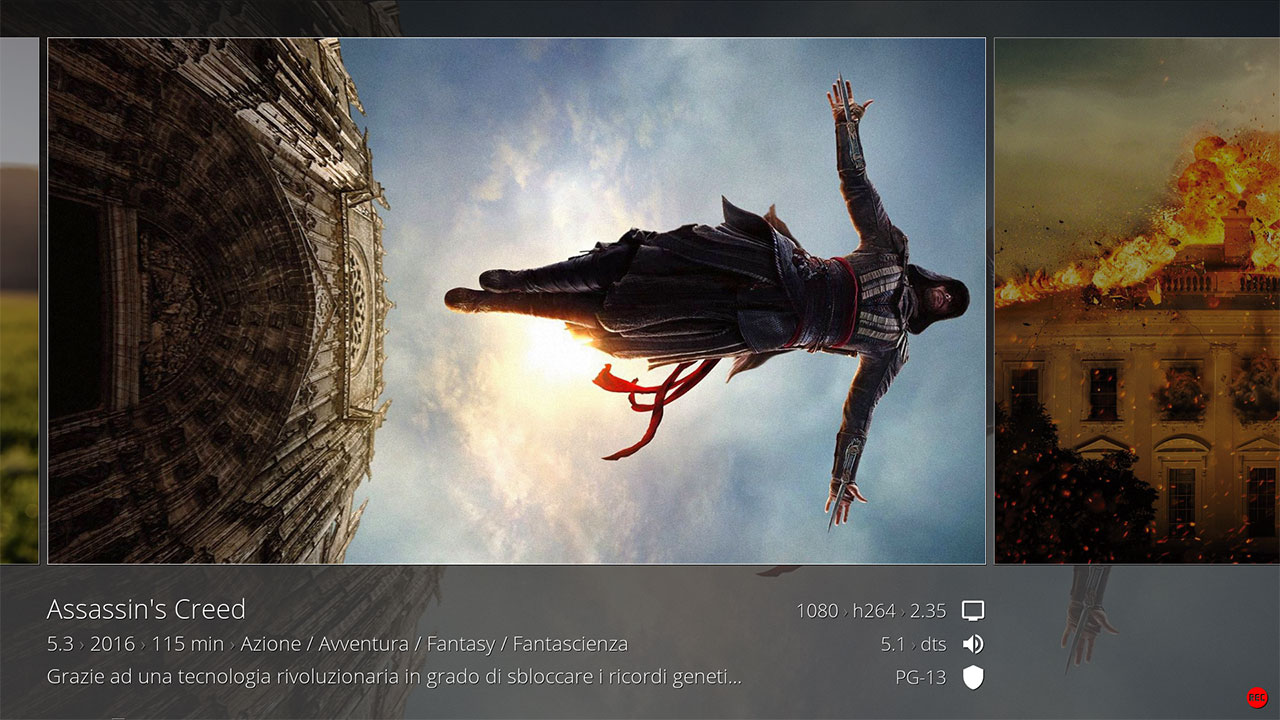 Assassin's Creed
1080 › h264 › 2.35
5.3 › 2016 › 115 min › Azione / Avventura / Fantasy / Fantascienza
5.1 › dts
Grazie ad una tecnologia rivoluzionaria in grado di sbloccare i ricordi geneti...
PG-13
REC